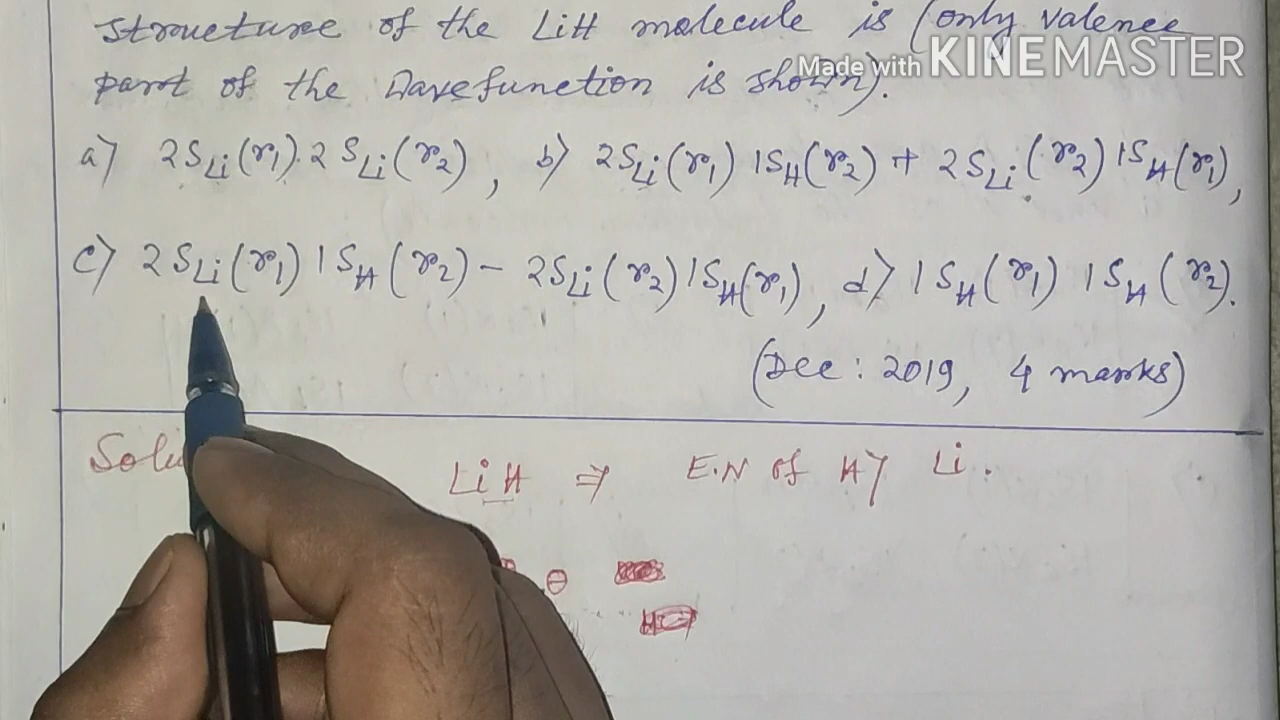 structure of the LiH molecule is (only valence
part of the Wavefunction is shown).
Made with KINEMASTER
a) 2S_Li(r₁).2S_Li(r₂), b) 2S_Li(r₁) 1S_H(r₂) + 2S_Li(r₂) 1S_H(r₁),
c) 2S_Li(r₁) 1S_H(r₂) - 2S_Li(r₂) 1S_H(r₁), d) 1S_H(r₁) 1S_H(r₂).
(Dec: 2019, 4 marks)
LiH ⇒ E.N of H > Li.
⊖